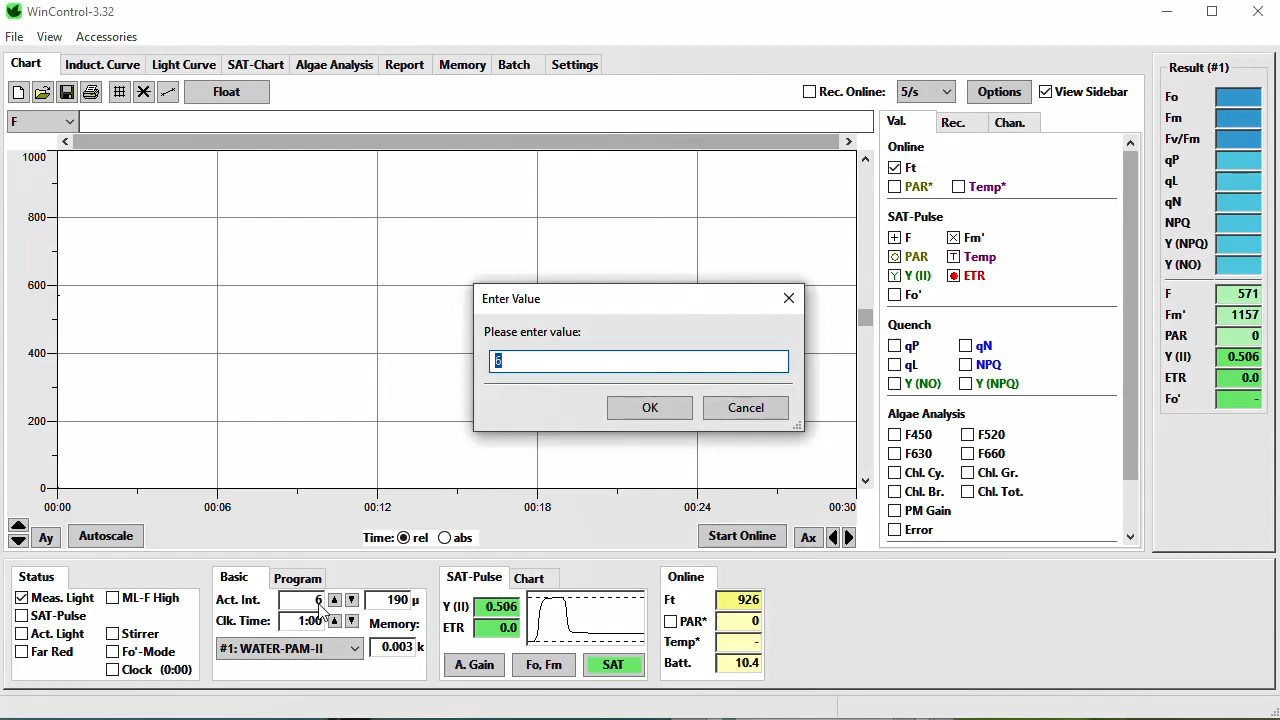 WinControl-3.32
File View Accessories
Chart Induct. Curve Light Curve SAT-Chart Algae Analysis Report Memory Batch Settings
Float Rec. Online: 5/s Options View Sidebar
F
1000
800
600
400
200
0
00:00 00:06 00:12 00:18 00:24 00:30
Ay Autoscale Time: rel abs Start Online Ax
Val. Rec. Chan.
Online
Ft
PAR* Temp*
SAT-Pulse
F Fm'
PAR Temp
Y (II) ETR
Fo'
Quench
qP qN
qL NPQ
Y (NO) Y (NPQ)
Algae Analysis
F450 F520
F630 F660
Chl. Cy. Chl. Gr.
Chl. Br. Chl. Tot.
PM Gain
Error
Result (#1)
Fo
Fm
Fv/Fm
qP
qL
qN
NPQ
Y (NPQ)
Y (NO)
F 571
Fm' 1157
PAR 0
Y (II) 0.506
ETR 0.0
Fo' -
Enter Value
Please enter value:
6
OK Cancel
Status
Meas. Light ML-F High
SAT-Pulse
Act. Light Stirrer
Far Red Fo'-Mode
Clock (0:00)
Basic Program
Act. Int. 6 190 µ
Clk. Time: 1:00 Memory:
#1: WATER-PAM-II 0.003 k
SAT-Pulse Chart
Y (II) 0.506
ETR 0.0
A. Gain Fo, Fm SAT
Online
Ft 926
PAR* 0
Temp* -
Batt. 10.4